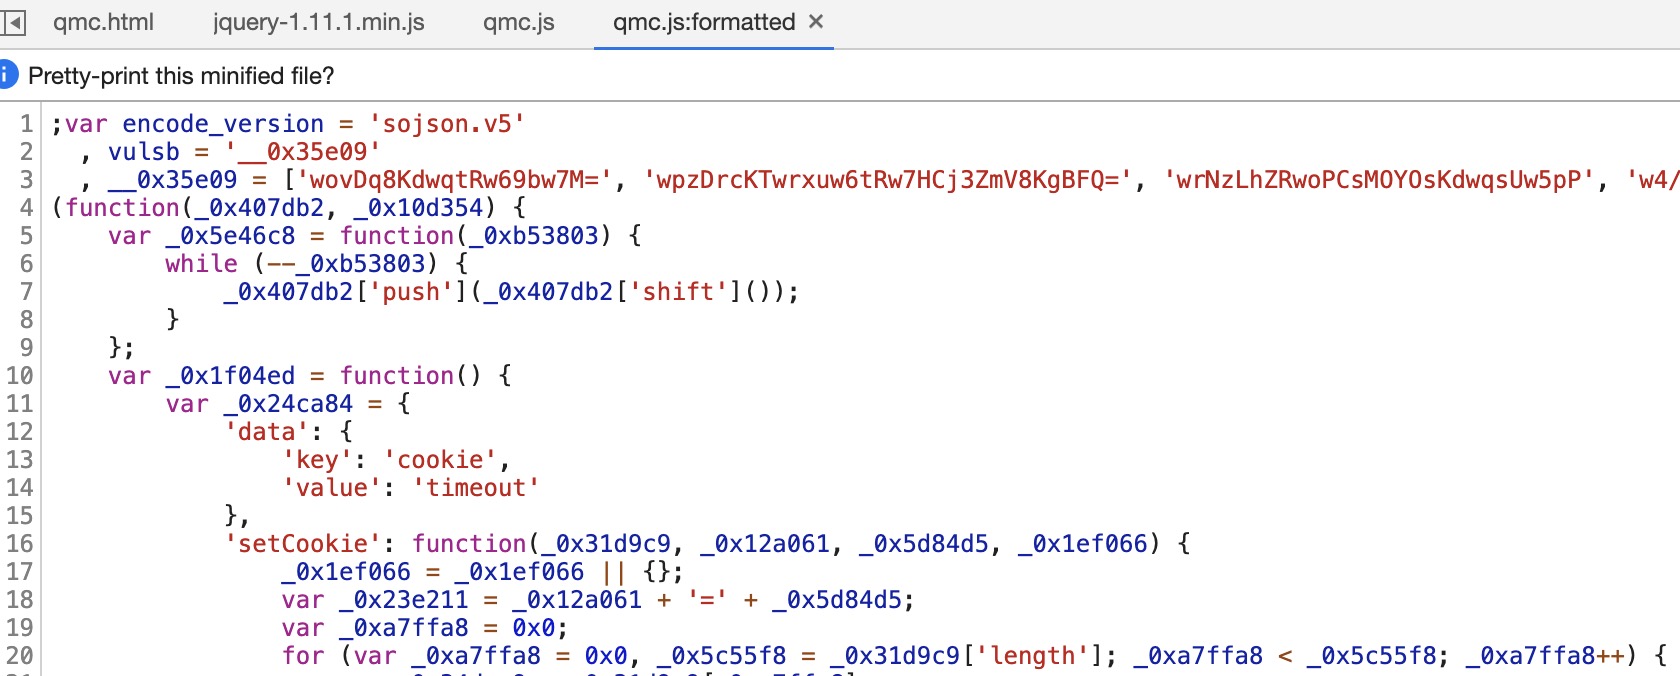 qmc.html jquery-1.11.1.min.js qmc.js qmc.js:formatted ×
i Pretty-print this minified file?
1 ;var encode_version = 'sojson.v5'
2 , vulsb = '__0x35e09'
3 , __0x35e09 = ['wovDq8KdwqtRw69bw7M=', 'wpzDrcKTwrxuw6tRw7HCj3ZmV8KgBFQ=', 'wrNzLhZRwoPCsMOYOsKdwqsUw5pP', 'w4/
4 (function(_0x407db2, _0x10d354) {
5 var _0x5e46c8 = function(_0xb53803) {
6 while (--_0xb53803) {
7 _0x407db2['push'](_0x407db2['shift']());
8 }
9 };
10 var _0x1f04ed = function() {
11 var _0x24ca84 = {
12 'data': {
13 'key': 'cookie',
14 'value': 'timeout'
15 },
16 'setCookie': function(_0x31d9c9, _0x12a061, _0x5d84d5, _0x1ef066) {
17 _0x1ef066 = _0x1ef066 || {};
18 var _0x23e211 = _0x12a061 + '=' + _0x5d84d5;
19 var _0xa7ffa8 = 0x0;
20 for (var _0xa7ffa8 = 0x0, _0x5c55f8 = _0x31d9c9['length']; _0xa7ffa8 < _0x5c55f8; _0xa7ffa8++) {